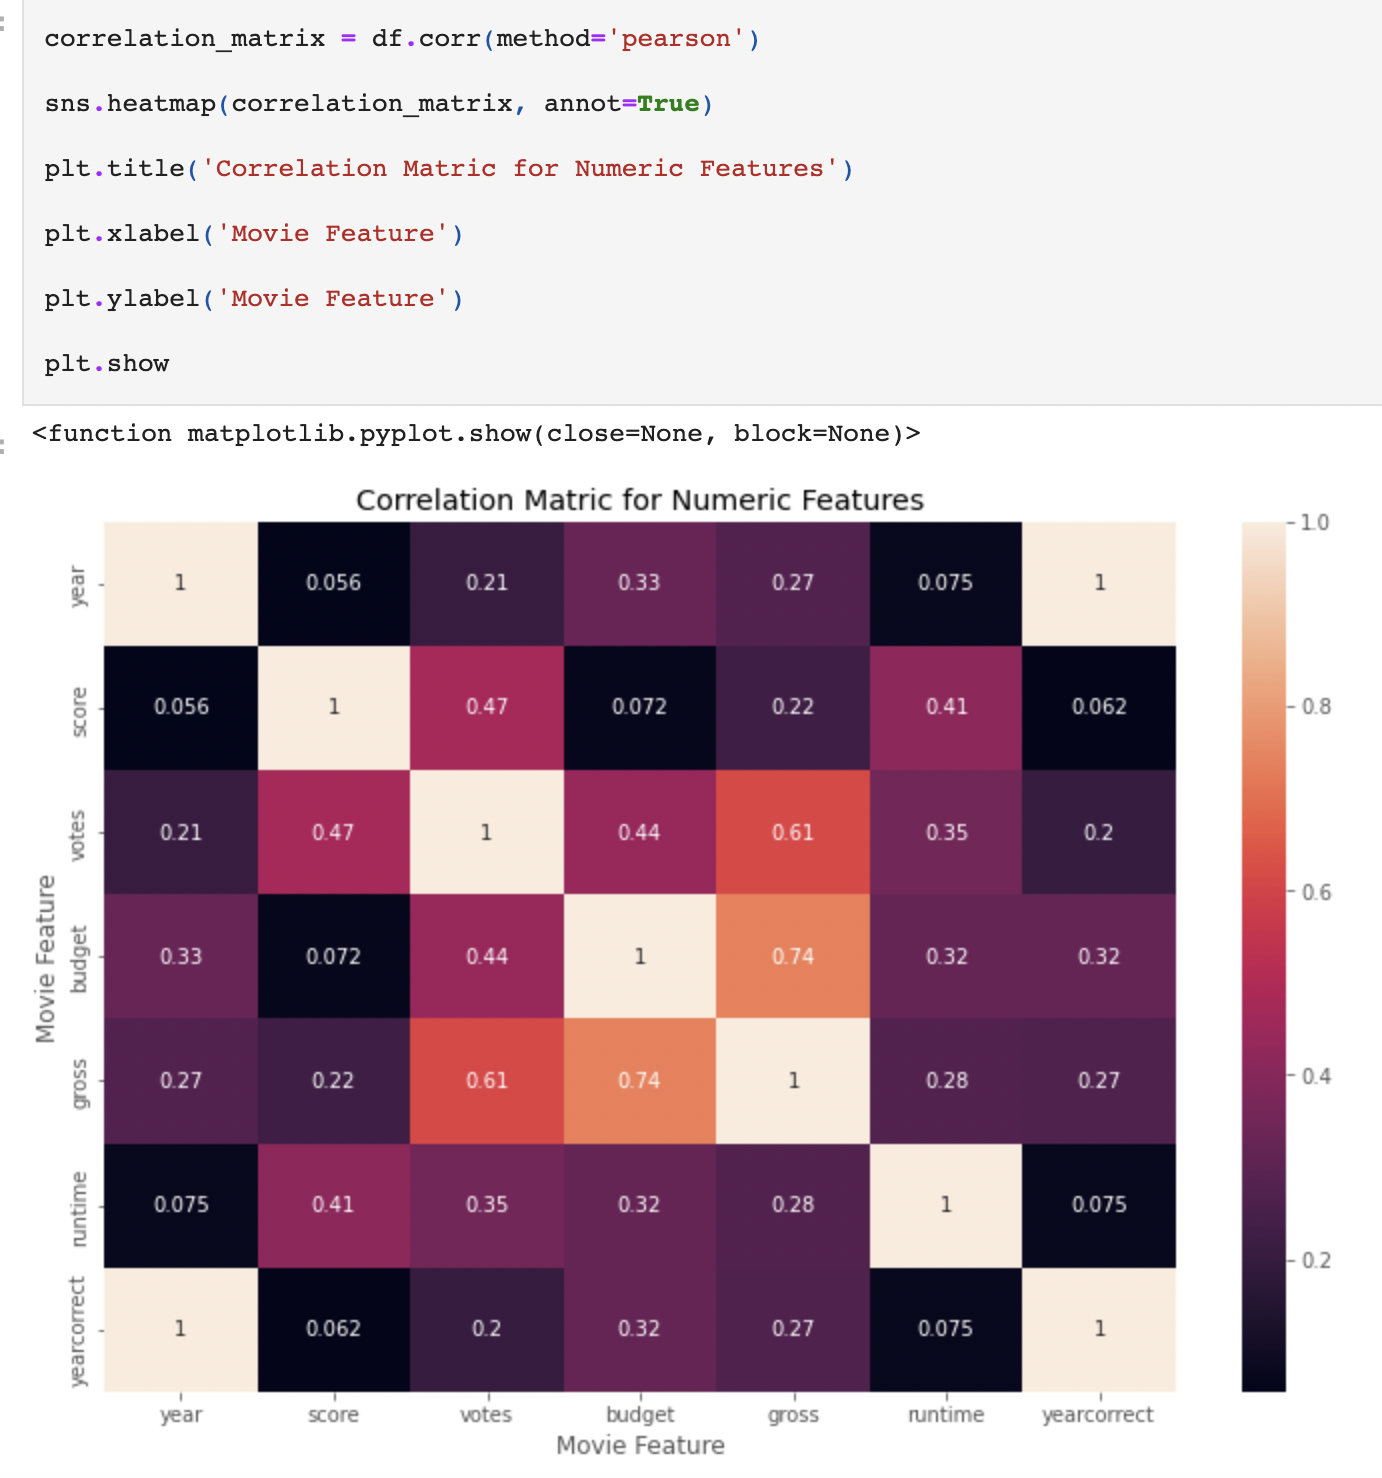 correlation_matrix = df.corr(method='pearson')
sns.heatmap(correlation_matrix, annot=True)
plt.title('Correlation Matric for Numeric Features')
plt.xlabel('Movie Feature')
plt.ylabel('Movie Feature')
plt.show
<function matplotlib.pyplot.show(close=None, block=None)>
Correlation Matric for Numeric Features
year 1 0.056 0.21 0.33 0.27 0.075 1
score 0.056 1 0.47 0.072 0.22 0.41 0.062
votes 0.21 0.47 1 0.44 0.61 0.35 0.2
budget 0.33 0.072 0.44 1 0.74 0.32 0.32
gross 0.27 0.22 0.61 0.74 1 0.28 0.27
runtime 0.075 0.41 0.35 0.32 0.28 1 0.075
yearcorrect 1 0.062 0.2 0.32 0.27 0.075 1
year score votes budget gross runtime yearcorrect
Movie Feature
Movie Feature
1.0
0.8
0.6
0.4
0.2